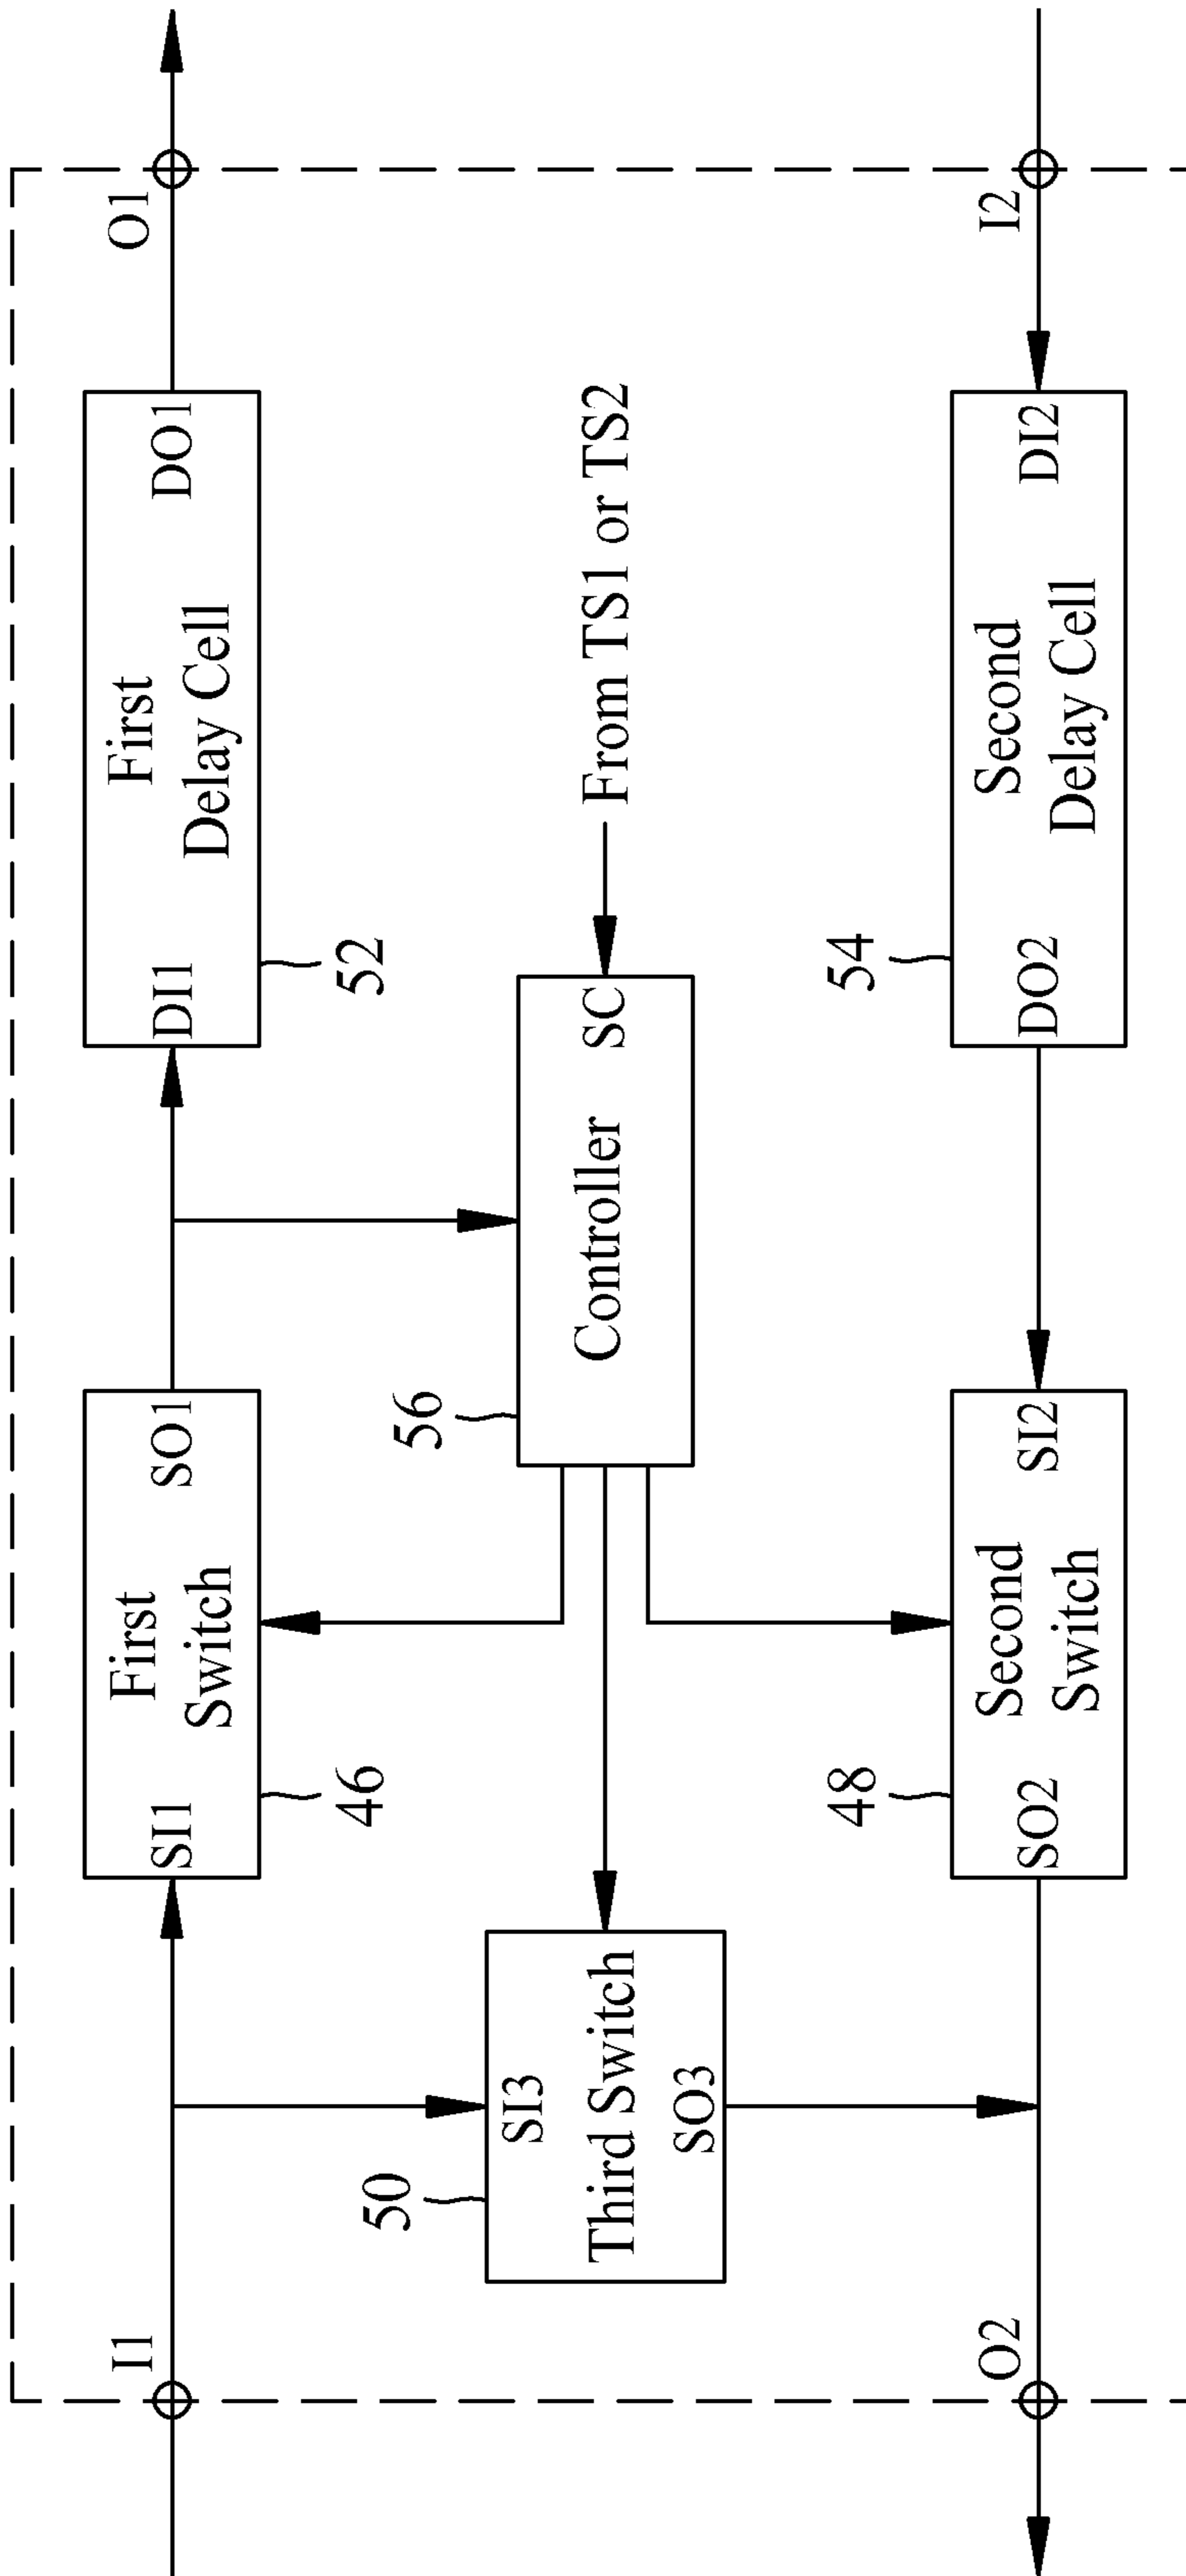 I1
SI1
First
Switch
SO1
46
DI1
First
Delay Cell
DO1
52
O1
50
SI3
Third Switch
SO3
56
Controller
SC
From TS1 or TS2
O2
48
SO2
Second
Switch
SI2
54
DO2
Second
Delay Cell
DI2
I2